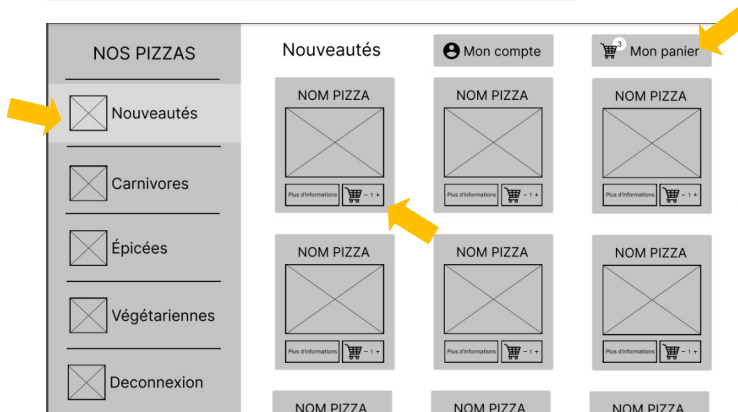 NOS PIZZAS
Nouveautés
Carnivores
Épicées
Végétariennes
Deconnexion
Nouveautés
Mon compte
3
Mon panier
NOM PIZZA
NOM PIZZA
NOM PIZZA
Plus d'informations
- 1 +
Plus d'informations
- 1 +
Plus d'informations
- 1 +
NOM PIZZA
NOM PIZZA
NOM PIZZA
Plus d'informations
- 1 +
Plus d'informations
- 1 +
Plus d'informations
- 1 +
NOM PIZZA
NOM PIZZA
NOM PIZZA